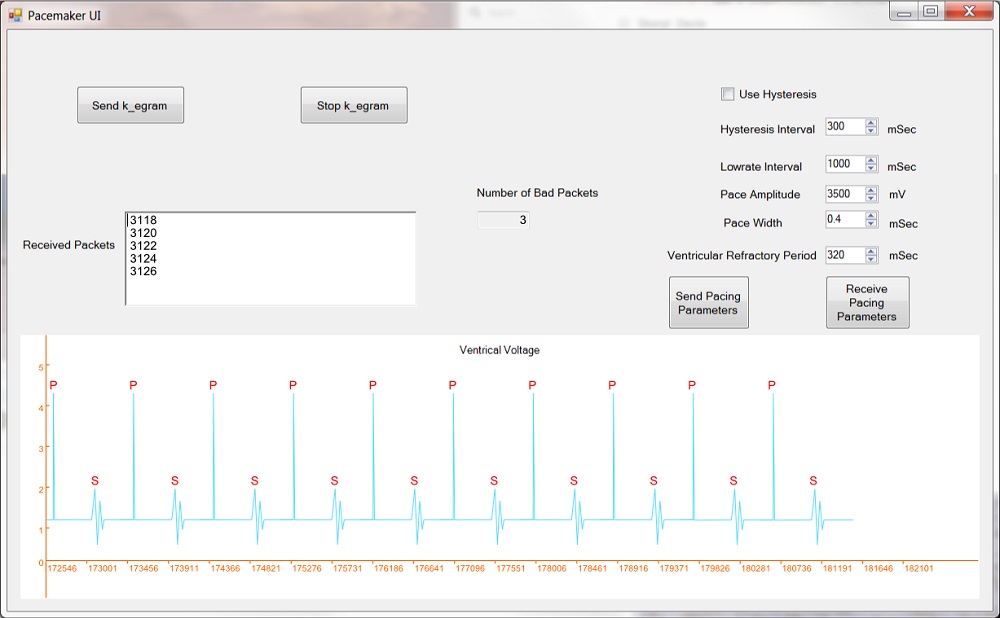 Pacemaker UI
Send k_egram
Stop k_egram
Use Hysteresis
Hysteresis Interval 300 mSec
Lowrate Interval 1000 mSec
Number of Bad Packets
Pace Amplitude 3500 mV
3
Pace Width 0.4 mSec
Received Packets
3118
3120
3122
3124
3126
Ventricular Refractory Period 320 mSec
Send Pacing
Parameters
Receive
Pacing
Parameters
Ventrical Voltage
5
P P P P P P P P P P
4
3
S S S S S S S S S S
2
1
0
172546 173001 173456 173911 174366 174821 175276 175731 176186 176641 177096 177551 178006 178461 178916 179371 179826 180281 180736 181191 181646 182101